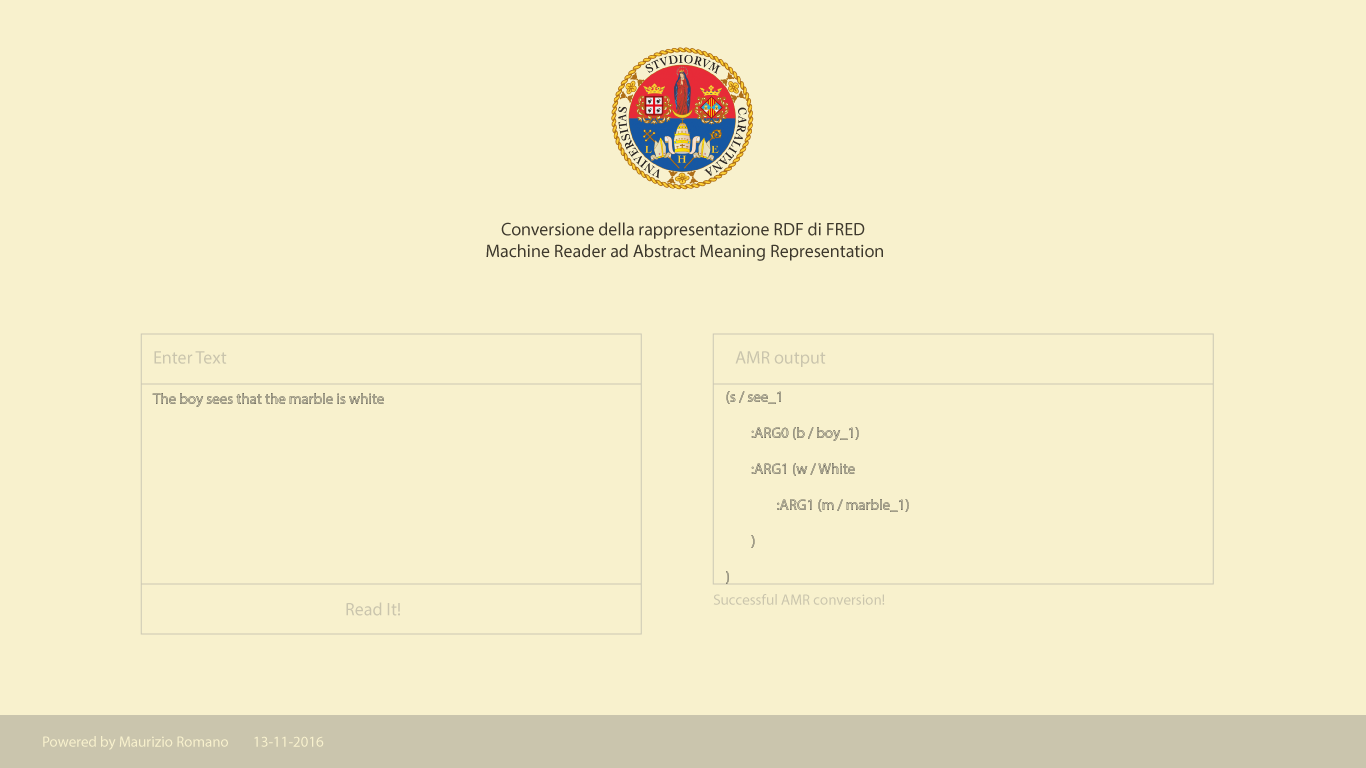 STVDIORVM
VNIVERSITAS
CARALITANA
L H E
Conversione della rappresentazione RDF di FRED
Machine Reader ad Abstract Meaning Representation
Enter Text
The boy sees that the marble is white
Read It!
AMR output
(s / see_1
:ARG0 (b / boy_1)
:ARG1 (w / White
:ARG1 (m / marble_1)
)
)
Successful AMR conversion!
Powered by Maurizio Romano 13-11-2016